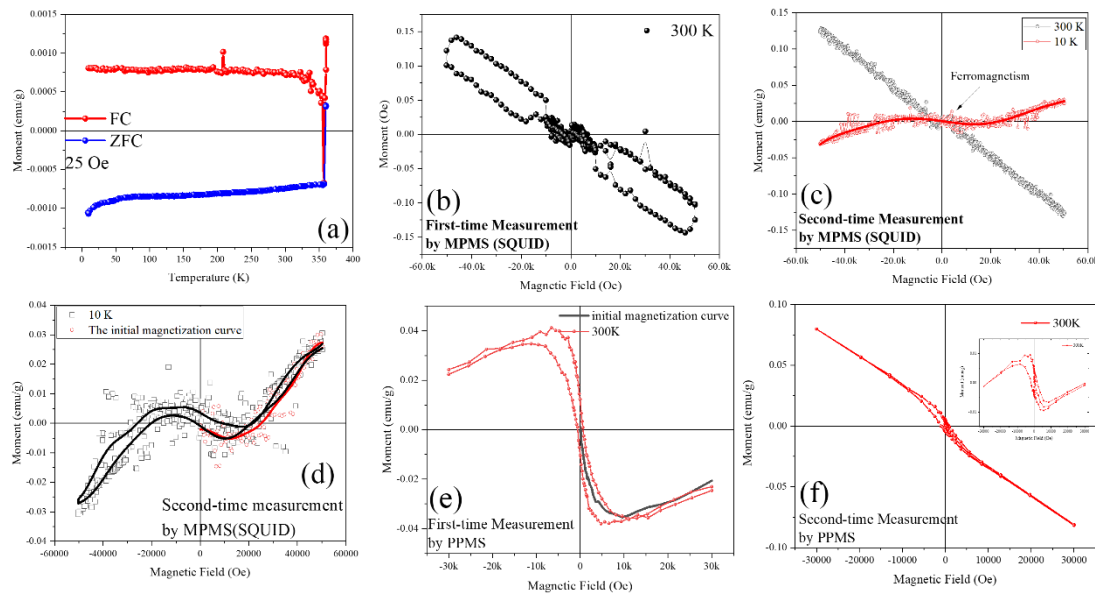 0.0015
0.0010
0.0005
0.0000
-0.0005
-0.0010
-0.0015
Moment (emu/g)
FC
ZFC
25 Oe
(a)
0 50 100 150 200 250 300 350 400
Temperature (K)
0.15
0.10
0.05
0.00
-0.05
-0.10
-0.15
Moment (Oe)
300 K
(b)
First-time Measurement
by MPMS (SQUID)
-60.0k -40.0k -20.0k 0.0 20.0k 40.0k 60.0k
Magnetic Field (Oe)
0.15
0.10
0.05
0.00
-0.05
-0.10
-0.15
Moment (emu/g)
300 K
10 K
Ferromagnetism
(c)
Second-time Measurement
by MPMS (SQUID)
-60.0k -40.0k -20.0k 0.0 20.0k 40.0k 60.0k
Magnetic Field (Oe)
0.04
0.03
0.02
0.01
0.00
-0.01
-0.02
-0.03
-0.04
Moment (emu/g)
10 K
The initial magnetization curve
(d)
Second-time measurement
by MPMS(SQUID)
-60000 -40000 -20000 0 20000 40000 60000
Magnetic Field (Oe)
0.04
0.02
0.00
-0.02
-0.04
Moment (emu/g)
initial magnetization curve
300K
(e)
First-time Measurement
by PPMS
-30k -20k -10k 0 10k 20k 30k
Magnetic Field (Oe)
0.10
0.05
0.00
-0.05
-0.10
Moment (emu/g)
300K
Magnetic Field (Oe)
(f)
Second-time Measurement
by PPMS
-30000 -20000 -10000 0 10000 20000 30000
Magnetic Field (Oe)